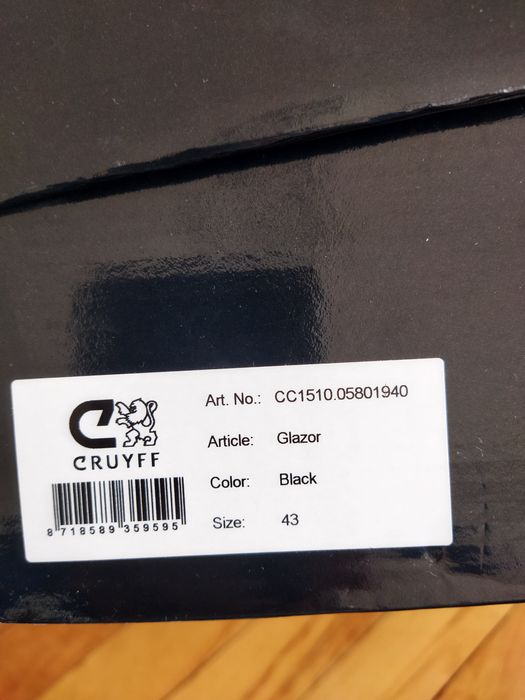 Art. No.: CC1510.05801940
Article: Glazor
CRUYFF
Color: Black
Size: 43
8 718589 359595